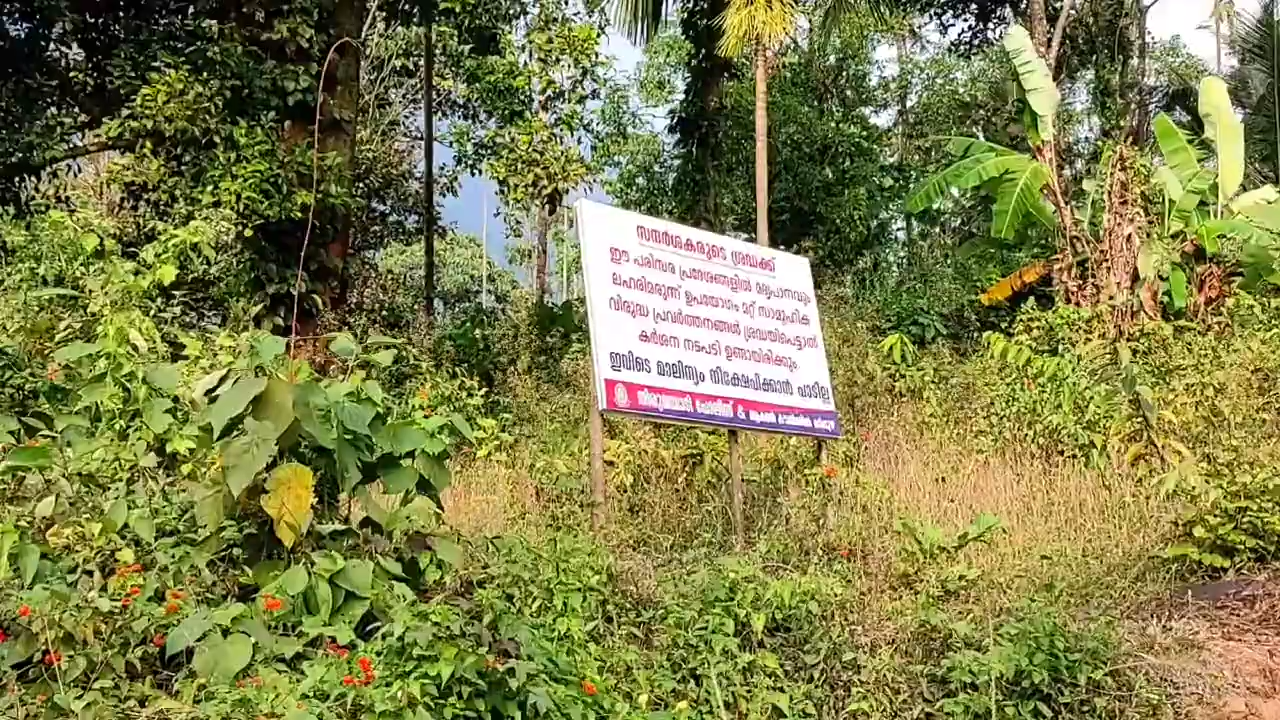 സന്ദർശകരുടെ ശ്രദ്ധക്ക്
ഈ പരിസര പ്രദേശങ്ങളിൽ മദ്യപാനവും
ലഹരിമരുന്ന് ഉപയോഗം മറ്റ് സാമൂഹിക
വിരുദ്ധ പ്രവർത്തനങ്ങൾ ശ്രദ്ധയിപെട്ടാൽ
കർശന നടപടി ഉണ്ടായിരിക്കും.
ഇവിടെ മാലിന്യം നിക്ഷേപിക്കാൻ പാടില്ല
പോലീസ് &